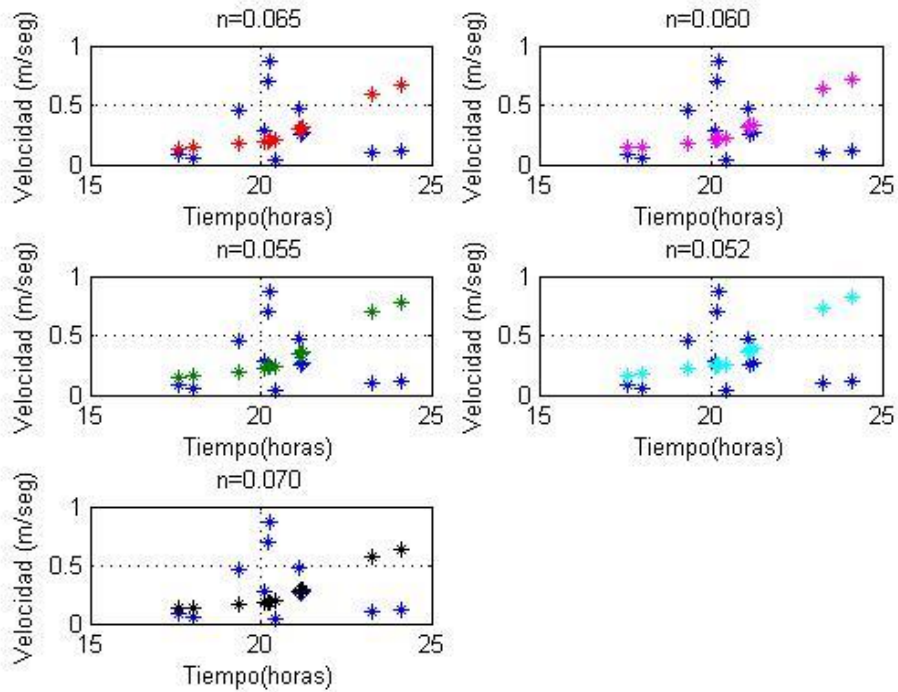 n=0.065
Velocidad (m/seg)
1
0.5
0
15
20
25
Tiempo(horas)
n=0.060
Velocidad (m/seg)
1
0.5
0
15
20
25
Tiempo(horas)
n=0.055
Velocidad (m/seg)
1
0.5
0
15
20
25
Tiempo(horas)
n=0.052
Velocidad (m/seg)
1
0.5
0
15
20
25
Tiempo(horas)
n=0.070
Velocidad (m/seg)
1
0.5
0
15
20
25
Tiempo(horas)